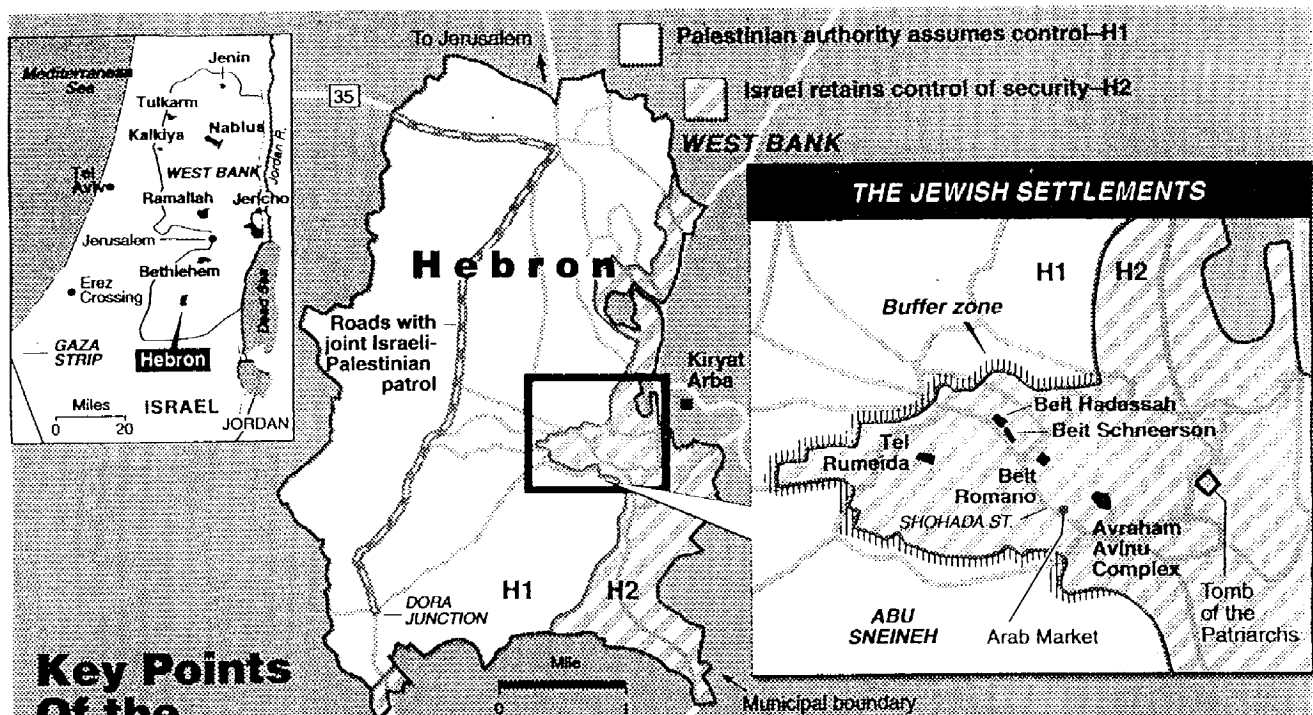 Mediterranean
Sea
Jenin
Tulkarm
Kalkiya
Nablus
WEST BANK
Jordan R.
Tel
Aviv
Ramallah
Jericho
Jerusalem
Bethlehem
Erez
Crossing
Dead Sea
GAZA
STRIP
Hebron
Miles
0 20
ISRAEL
JORDAN
To Jerusalem
35
Palestinian authority assumes control–H1
Israel retains control of security–H2
WEST BANK
Hebron
Roads with
joint Israeli-
Palestinian
patrol
Kiryat
Arba
H1
H2
DORA
JUNCTION
Mile
0 1
Municipal boundary
THE JEWISH SETTLEMENTS
H1
H2
Buffer zone
Beit Hadassah
Beit Schneerson
Tel
Rumeida
Beit
Romano
SHOHADA ST.
Avraham
Avinu
Complex
Tomb
of the
Patriarchs
ABU
SNEINEH
Arab Market
Key Points
Of the